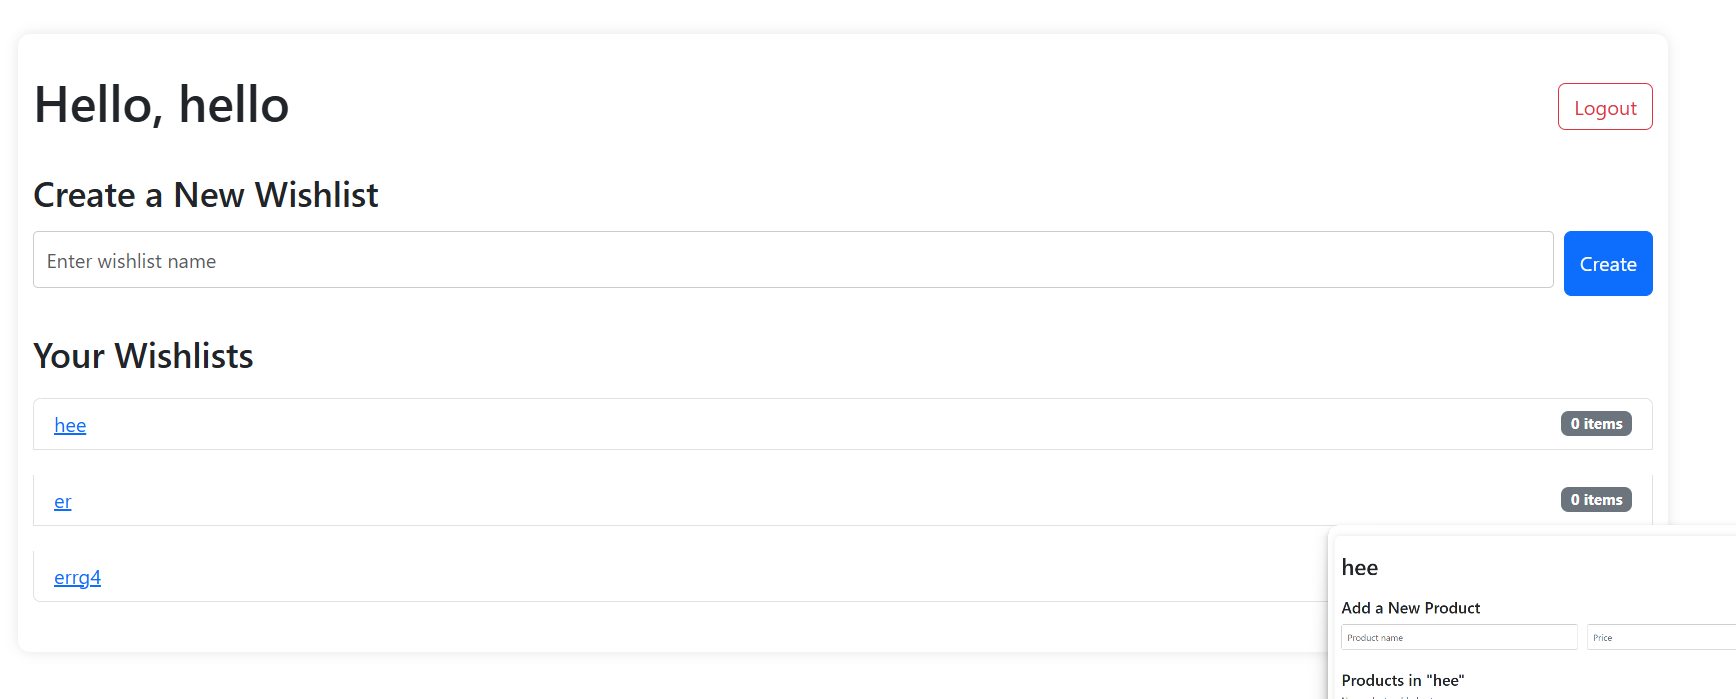 Hello, hello
Logout
Create a New Wishlist
Enter wishlist name
Create
Your Wishlists
hee
0 items
er
0 items
errg4
hee
Add a New Product
Product name
Price
Products in "hee"